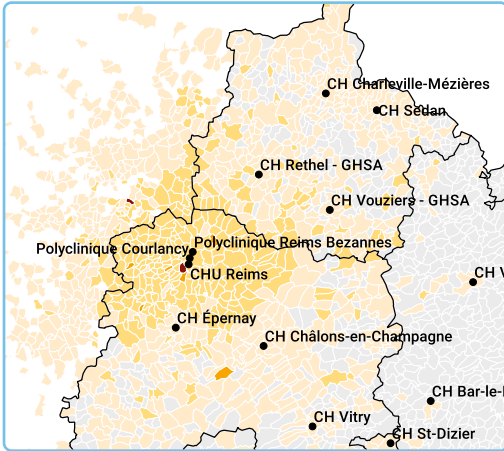 CH Charleville-Mézières
CH Sedan
CH Rethel - GHSA
CH Vouziers - GHSA
Polyclinique Courlancy
Polyclinique Reims Bezannes
CHU Reims
CH V
CH Épernay
CH Châlons-en-Champagne
CH Bar-le-
CH Vitry
CH St-Dizier